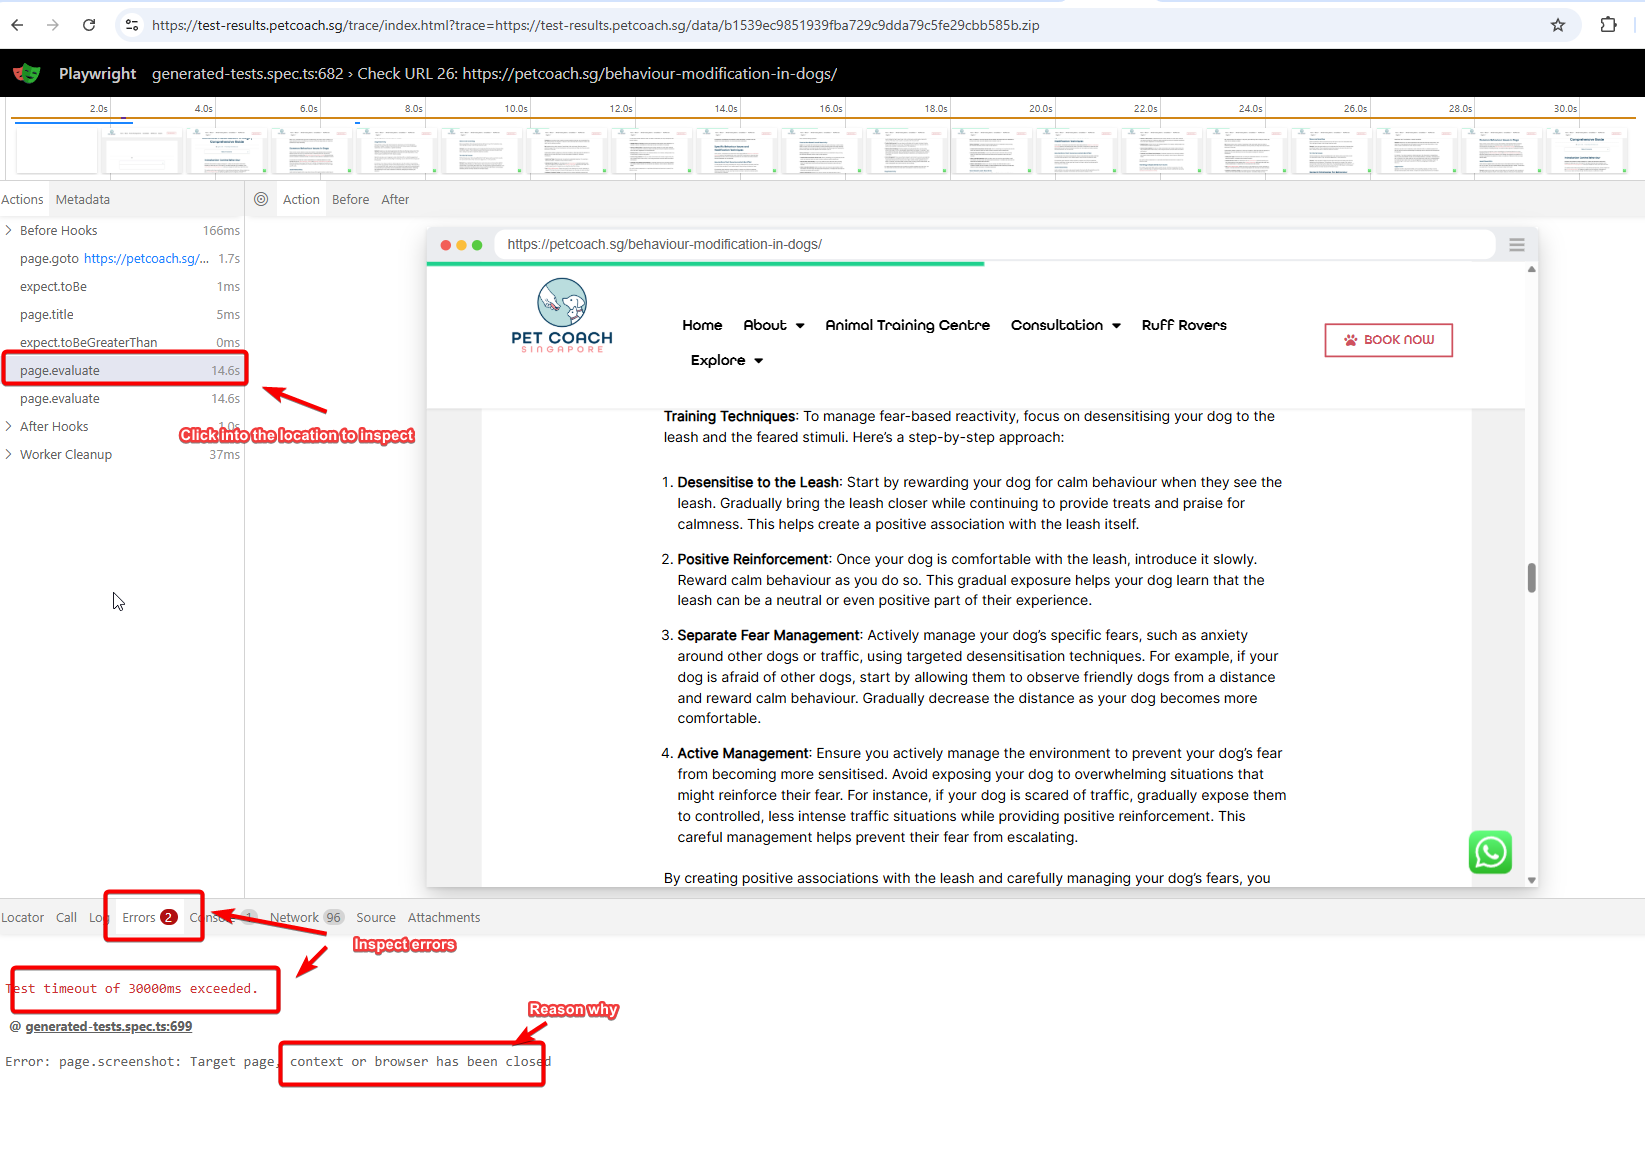 https://test-results.petcoach.sg/trace/index.html?trace=https://test-results.petcoach.sg/data/b1539ec9851939fba729c9dda79c5fe29cbb585b.zip
Playwright generated-tests.spec.ts:682 › Check URL 26: https://petcoach.sg/behaviour-modification-in-dogs/
2.0s 4.0s 6.0s 8.0s 10.0s 12.0s 14.0s 16.0s 18.0s 20.0s 22.0s 24.0s 26.0s 28.0s 30.0s
Actions Metadata
Action Before After
Before Hooks 166ms
page.goto https://petcoach.sg/... 1.7s
expect.toBe 1ms
page.title 5ms
expect.toBeGreaterThan 0ms
page.evaluate 14.6s
page.evaluate 14.6s
After Hooks 1.0s
Click into the location to inspect
Worker Cleanup 37ms
https://petcoach.sg/behaviour-modification-in-dogs/
PET COACH
SINGAPORE
Home About Animal Training Centre Consultation Ruff Rovers
Explore
BOOK NOW
Training Techniques: To manage fear-based reactivity, focus on desensitising your dog to the
leash and the feared stimuli. Here’s a step-by-step approach:
1. Desensitise to the Leash: Start by rewarding your dog for calm behaviour when they see the
leash. Gradually bring the leash closer while continuing to provide treats and praise for
calmness. This helps create a positive association with the leash itself.
2. Positive Reinforcement: Once your dog is comfortable with the leash, introduce it slowly.
Reward calm behaviour as you do so. This gradual exposure helps your dog learn that the
leash can be a neutral or even positive part of their experience.
3. Separate Fear Management: Actively manage your dog’s specific fears, such as anxiety
around other dogs or traffic, using targeted desensitisation techniques. For example, if your
dog is afraid of other dogs, start by allowing them to observe friendly dogs from a distance
and reward calm behaviour. Gradually decrease the distance as your dog becomes more
comfortable.
4. Active Management: Ensure you actively manage the environment to prevent your dog’s fear
from becoming more sensitised. Avoid exposing your dog to overwhelming situations that
might reinforce their fear. For instance, if your dog is scared of traffic, gradually expose them
to controlled, less intense traffic situations while providing positive reinforcement. This
careful management helps prevent their fear from escalating.
By creating positive associations with the leash and carefully managing your dog’s fears, you
Locator Call Log Errors 2 Console 1 Network 96 Source Attachments
Inspect errors
Test timeout of 30000ms exceeded.
Reason why
@ generated-tests.spec.ts:699
Error: page.screenshot: Target page, context or browser has been closed